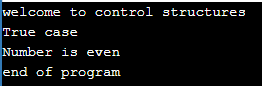 welcome to control structures
True case
Number is even
end of program